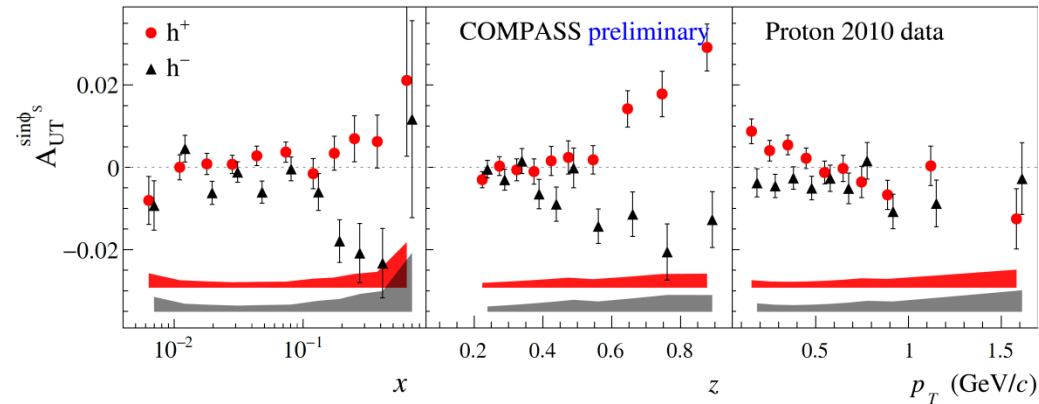 h⁺ COMPASS preliminary Proton 2010 data
h⁻
A_UT^sinϕ_S
0.02
0
−0.02
10⁻² 10⁻¹ 0.2 0.4 0.6 0.8 0.5 1 1.5
x z p_T (GeV/c)